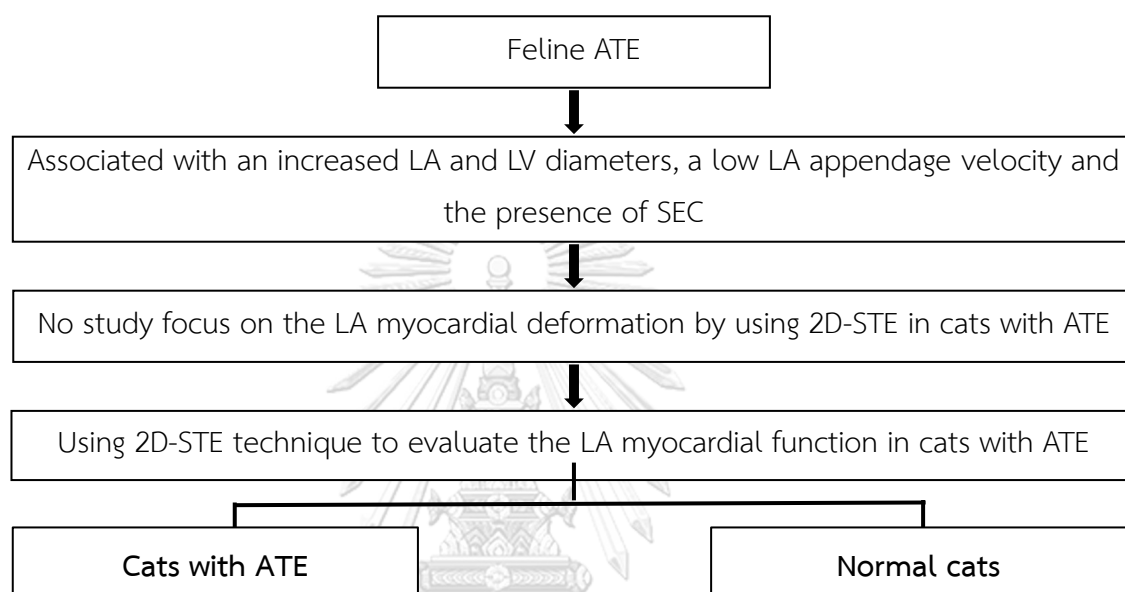 Feline ATE
Associated with an increased LA and LV diameters, a low LA appendage velocity and
the presence of SEC
No study focus on the LA myocardial deformation by using 2D-STE in cats with ATE
Using 2D-STE technique to evaluate the LA myocardial function in cats with ATE
Cats with ATE
Normal cats